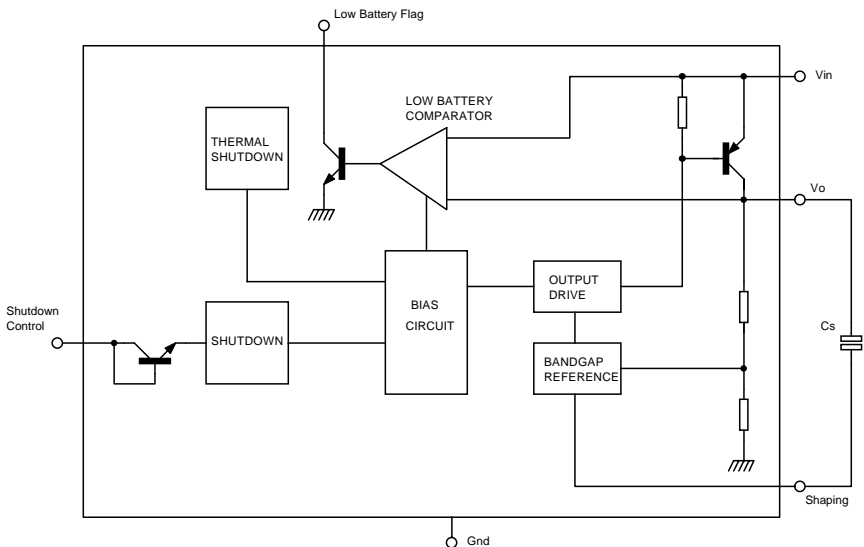 Low Battery Flag
Vin
LOW BATTERY
COMPARATOR
THERMAL
SHUTDOWN
Vo
OUTPUT
DRIVE
BIAS
CIRCUIT
Shutdown
Control
SHUTDOWN
Cs
BANDGAP
REFERENCE
Shaping
Gnd